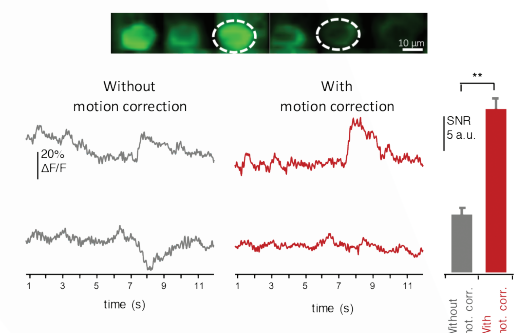 10 µm
Without
motion correction
With
motion correction
**
SNR
5 a.u.
20%
ΔF/F
1 3 5 7 9 11
1 3 5 7 9 11
time (s)
time (s)
Without
mot. corr.
With
mot. corr.